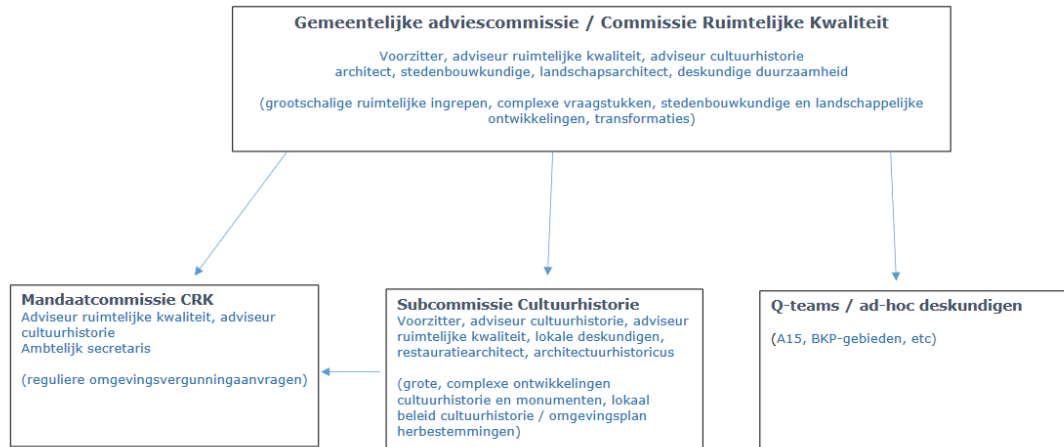 Gemeentelijke adviescommissie / Commissie Ruimtelijke Kwaliteit
Voorzitter, adviseur ruimtelijke kwaliteit, adviseur cultuurhistorie
architect, stedenbouwkundige, landschapsarchitect, deskundige duurzaamheid
(grootschalige ruimtelijke ingrepen, complexe vraagstukken, stedenbouwkundige en landschappelijke
ontwikkelingen, transformaties)
Mandaatcommissie CRK
Adviseur ruimtelijke kwaliteit, adviseur
cultuurhistorie
Ambtelijk secretaris
(reguliere omgevingsvergunningaanvragen)
Subcommissie Cultuurhistorie
Voorzitter, adviseur cultuurhistorie, adviseur
ruimtelijke kwaliteit, lokale deskundigen,
restauratiearchitect, architectuurhistoricus
(grote, complexe ontwikkelingen
cultuurhistorie en monumenten, lokaal
beleid cultuurhistorie / omgevingsplan
herbestemmingen)
Q-teams / ad-hoc deskundigen
(A15, BKP-gebieden, etc)